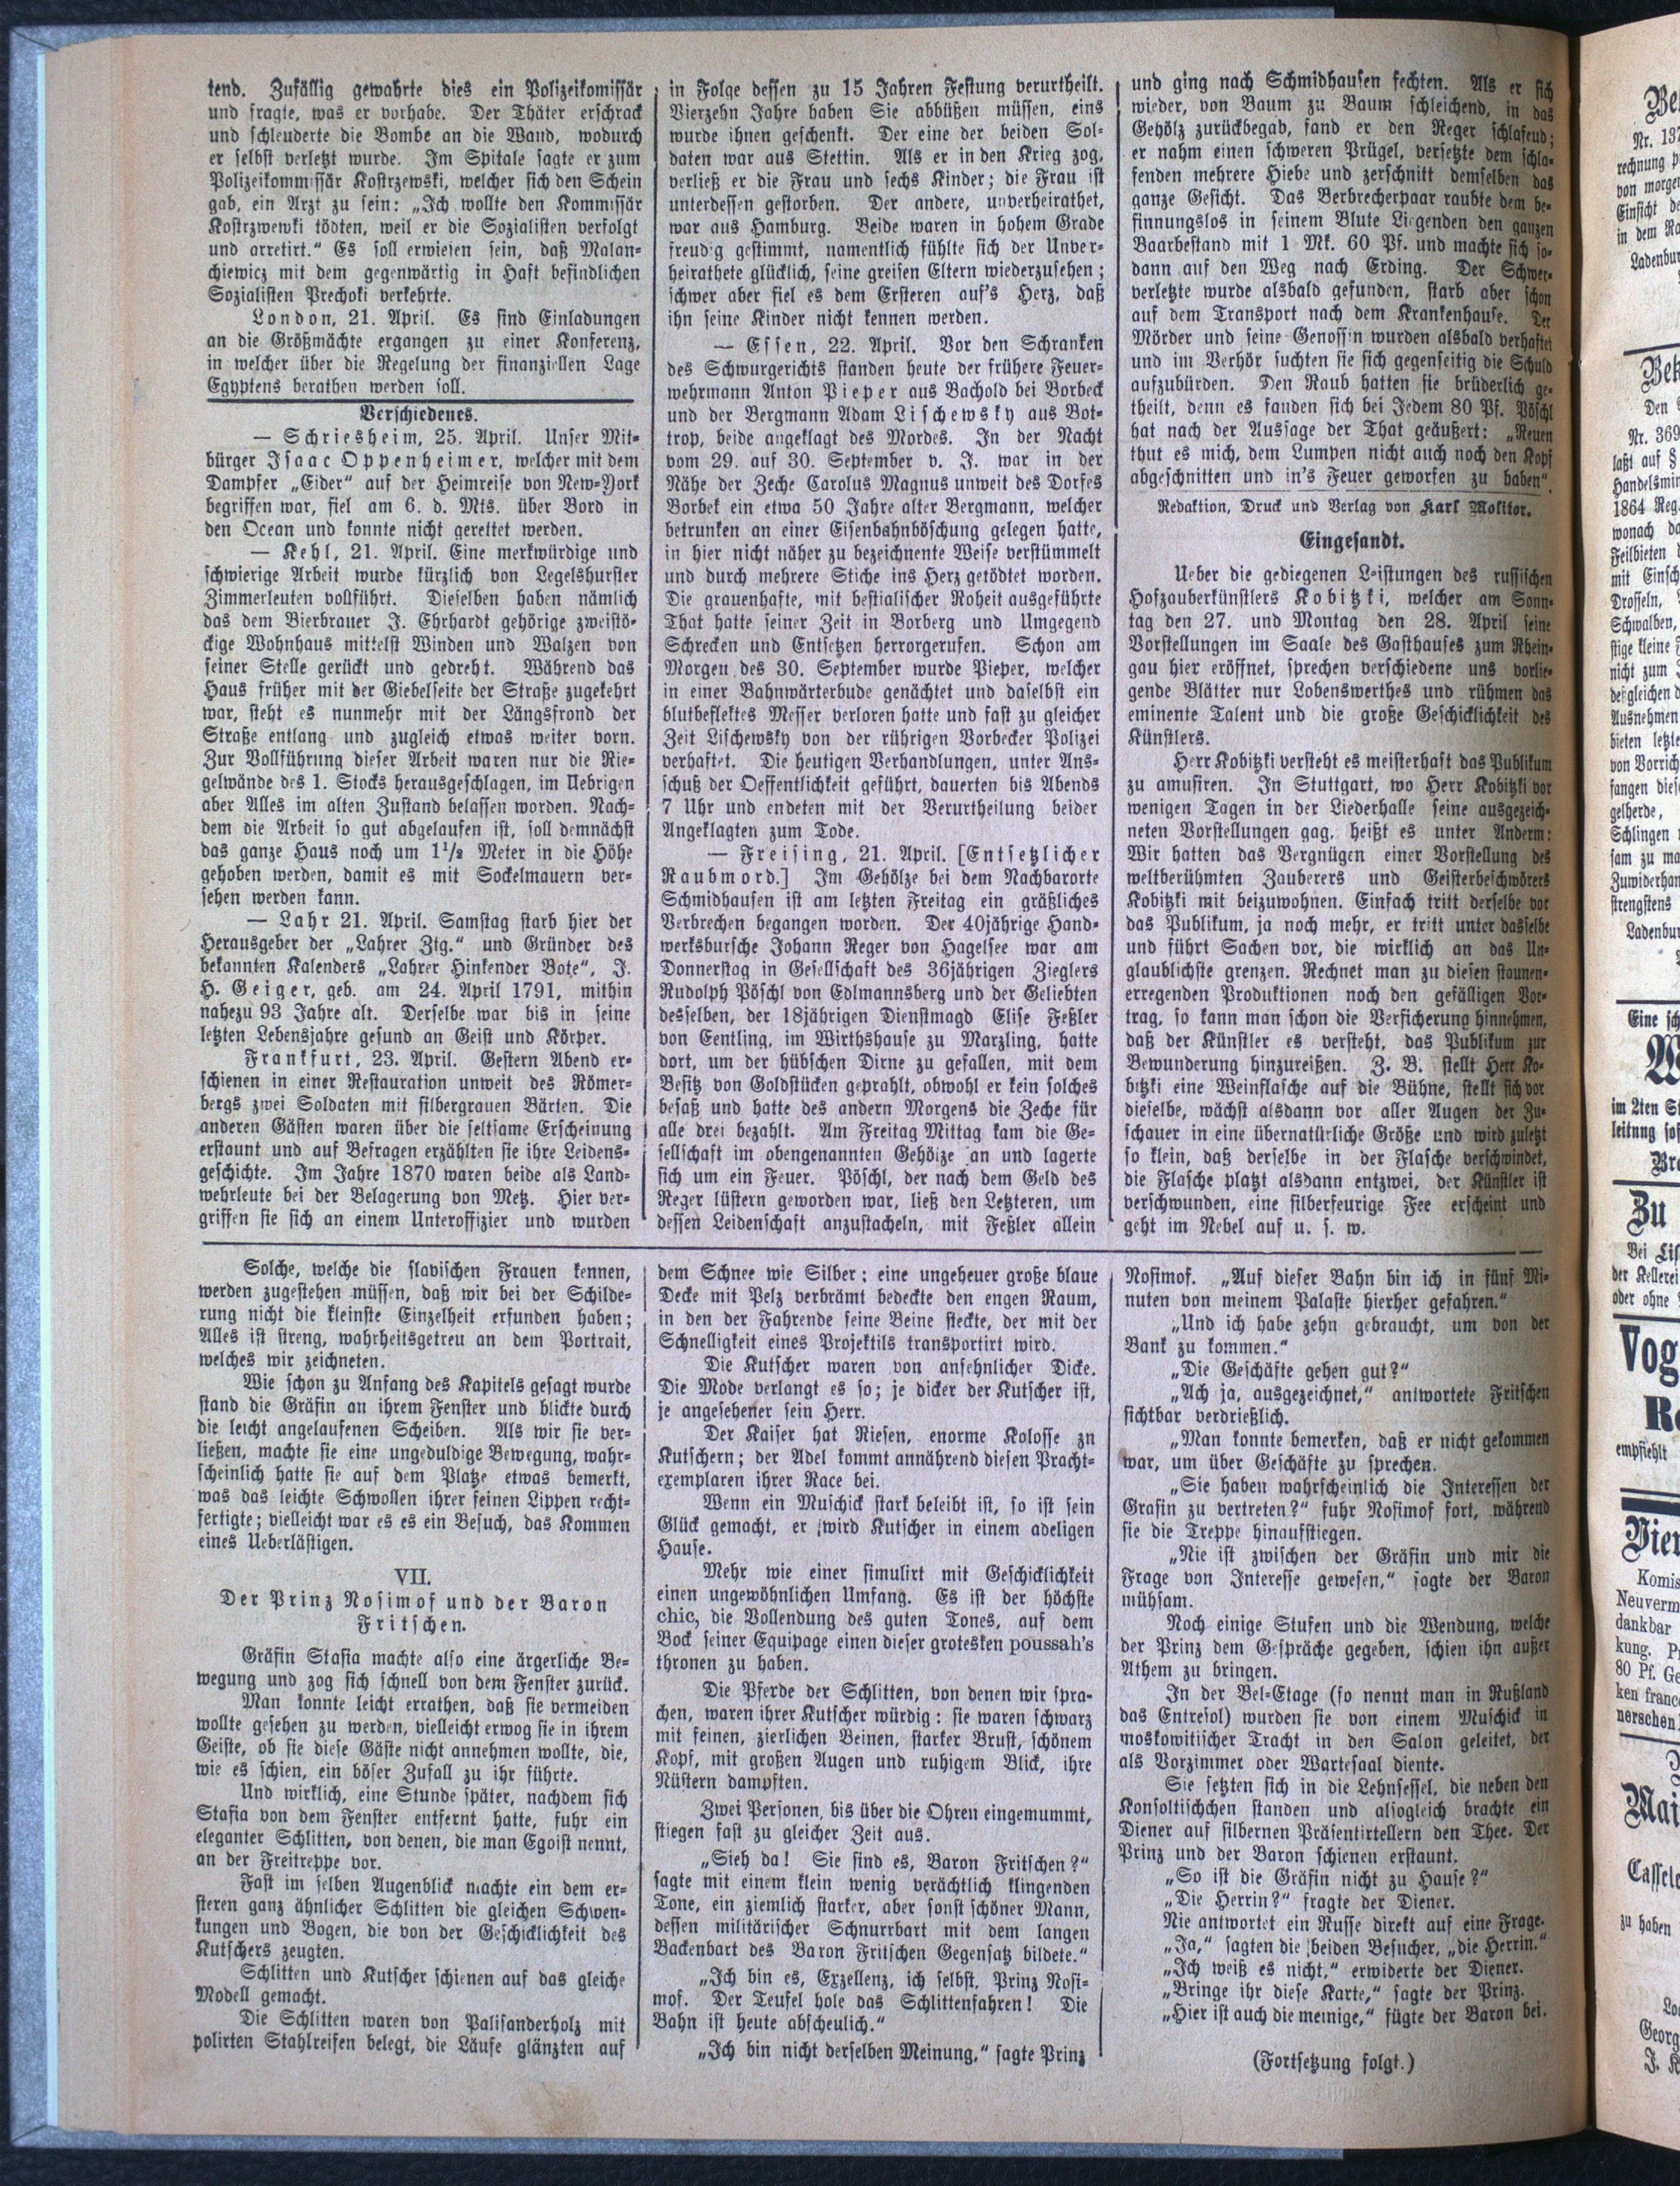 tend. Zufällig gewahrte dies ein Polizeikomissär
und fragte, was er vorhabe. Der Thäter erschrack
und schleuderte die Bombe an die Wand, wodurch
er selbst verletzt wurde. Im Spitale sagte er zum
Polizeikommissär Kostrzewski, welcher sich den Schein
gab, ein Arzt zu sein: „Ich wollte den Kommissär
Kostrzwewki tödten, weil er die Sozialisten verfolgt
und arretirt.“ Es soll erwiesen sein, daß Malan-
chiewicz mit dem gegenwärtig in Haft befindlichen
Sozialisten Prechoki verkehrte.
London, 21. April. Es sind Einladungen
an die Größmächte ergangen zu einer Konferenz,
in welcher über die Regelung der finanziellen Lage
Egyptens berathen werden soll.
Verschiedenes.
— Schriesheim, 25. April. Unser Mit-
bürger Isaac Oppenheimer, welcher mit dem
Dampfer „Eider“ auf der Heimreise von New-York
begriffen war, fiel am 6. d. Mts. über Bord in
den Ocean und konnte nicht gerettet werden.
— Kehl, 21. April. Eine merkwürdige und
schwierige Arbeit wurde kürzlich von Legelshurster
Zimmerleuten vollführt. Dieselben haben nämlich
das dem Bierbrauer J. Ehrhardt gehörige zweistö-
ckige Wohnhaus mittelst Winden und Walzen von
seiner Stelle gerückt und gedreht. Während das
Haus früher mit der Giebelseite der Straße zugekehrt
war, steht es nunmehr mit der Längsfrond der
Straße entlang und zugleich etwas weiter vorn.
Zur Vollführung dieser Arbeit waren nur die Rie-
gelwände des 1. Stocks herausgeschlagen, im Uebrigen
aber Alles im alten Zustand belassen worden. Nach-
dem die Arbeit so gut abgelaufen ist, soll demnächst
das ganze Haus noch um 1½ Meter in die Höhe
gehoben werden, damit es mit Sockelmauern ver-
sehen werden kann.
— Lahr 21. April. Samstag starb hier der
Herausgeber der „Lahrer Ztg.“ und Gründer des
bekannten Kalenders „Lahrer Hinkender Bote“, J.
H. Geiger, geb. am 24. April 1791, mithin
nahezu 93 Jahre alt. Derselbe war bis in seine
letzten Lebensjahre gesund an Geist und Körper.
Frankfurt, 23. April. Gestern Abend er-
schienen in einer Restauration unweit des Römer-
bergs zwei Soldaten mit silbergrauen Bärten. Die
anderen Gästen waren über die seltsame Erscheinung
erstaunt und auf Befragen erzählten sie ihre Leidens-
geschichte. Im Jahre 1870 waren beide als Land-
wehrleute bei der Belagerung von Metz. Hier ver-
griffen sie sich an einem Unteroffizier und wurden
in Folge dessen zu 15 Jahren Festung verurtheilt.
Vierzehn Jahre haben Sie abbüßen müssen, eins
wurde ihnen geschenkt. Der eine der beiden Sol-
daten war aus Stettin. Als er in den Krieg zog,
verließ er die Frau und sechs Kinder; die Frau ist
unterdessen gestorben. Der andere, unverheirathet,
war aus Hamburg. Beide waren in hohem Grade
freudig gestimmt, namentlich fühlte sich der Unver-
heirathete glücklich, seine greisen Eltern wiederzusehen;
schwer aber fiel es dem Ersteren auf's Herz, daß
ihn seine Kinder nicht kennen werden.
— Essen, 22. April. Vor den Schranken
des Schwurgerichts standen heute der frühere Feuer-
wehrmann Anton Pieper aus Bachold bei Borbeck
und der Bergmann Adam Lischewsky aus Bot-
trop, beide angeklagt des Mordes. In der Nacht
vom 29. auf 30. September v. J. war in der
Nähe der Zeche Carolus Magnus unweit des Dorfes
Borbek ein etwa 50 Jahre alter Bergmann, welcher
betrunken an einer Eisenbahnböschung gelegen hatte,
in hier nicht näher zu bezeichnete Weise verstümmelt
und durch mehrere Stiche ins Herz getödtet worden.
Die grauenhafte, mit bestialischer Roheit ausgeführte
That hatte seiner Zeit in Borberg und Umgegend
Schrecken und Entsetzen herrorgerufen. Schon am
Morgen des 30. September wurde Pieper, welcher
in einer Bahnwärterbude genächtet und daselbst ein
blutbeflektes Messer verloren hatte und fast zu gleicher
Zeit Lischewsky von der rührigen Vorbecker Polizei
verhaftet. Die heutigen Verhandlungen, unter Aus-
schuß der Oeffentlichkeit geführt, dauerten bis Abends
7 Uhr und endeten mit der Verurtheilung beider
Angeklagten zum Tode.
— Freising, 21. April. [Entsetzlicher
Raubmord.] Im Gehölze bei dem Nachbarorte
Schmidhausen ist am letzten Freitag ein gräßliches
Verbrechen begangen worden. Der 40jährige Hand-
werksbursche Johann Reger von Hagelsee war am
Donnerstag in Gesellschaft des 36jährigen Zieglers
Rudolph Pöschl von Edlmannsberg und der Geliebten
desselben, der 18jährigen Dienstmagd Elise Feßler
von Eentling, im Wirthshause zu Marzling, hatte
dort, um der hübschen Dirne zu gefallen, mit dem
Besitz von Goldstücken geprahlt, obwohl er kein solches
besaß und hatte des andern Morgens die Zeche für
alle drei bezahlt. Am Freitag Mittag kam die Ge-
sellschaft im obengenannten Gehölze an und lagerte
sich um ein Feuer. Pöschl, der nach dem Geld des
Reger lüstern geworden war, ließ den Letzteren, um
dessen Leidenschaft anzustacheln, mit Feßler allein
und ging nach Schmidhausen fechten. Als er sich
wieder, von Baum zu Baum schleichend, in das
Gehölz zurückbegab, fand er den Reger schlafend;
er nahm einen schweren Prügel, versetzte dem schla-
fenden mehrere Hiebe und zerschnitt demselben das
ganze Gesicht. Das Verbrecherpaar raubte dem be-
sinnungslos in seinem Blute Liegenden den ganzen
Baarbestand mit 1 Mk. 60 Pf. und machte sich so-
dann auf den Weg nach Erding. Der Schwer-
verletzte wurde alsbald gefunden, starb aber schon
auf dem Transport nach dem Krankenhause. Der
Mörder und seine Genossin wurden alsbald verhaftet
und im Verhör suchten sie sich gegenseitig die Schuld
aufzubürden. Den Raub hatten sie brüderlich ge-
theilt, denn es fanden sich bei Jedem 80 Pf. Pöschl
hat nach der Aussage der That geäußert: „Reuen
thut es mich, dem Lumpen nicht auch noch den Kopf
abgeschnitten und in's Feuer geworfen zu haben“.
Redaktion, Druck und Verlag von Karl Molitor.
Eingesandt.
Ueber die gediegenen Leistungen des russischen
Hofzauberkünstlers Kobitzki, welcher am Sonn-
tag den 27. und Montag den 28. April seine
Vorstellungen im Saale des Gasthauses zum Rhein-
gau hier eröffnet, sprechen verschiedene uns vorlie-
gende Blätter nur Lobenswerthes und rühmen das
eminente Talent und die große Geschicklichkeit des
Künstlers.
Herr Kobitzki versteht es meisterhaft das Publikum
zu amusiren. In Stuttgart, wo Herr Kobitzki vor
wenigen Tagen in der Liederhalle seine ausgezeich-
neten Vorstellungen gag, heißt es unter Anderm:
Wir hatten das Vergnügen einer Vorstellung des
weltberühmten Zauberers und Geisterbeschwörers
Kobitzki mit beizuwohnen. Einfach tritt derselbe vor
das Publikum, ja noch mehr, er tritt unter dasselbe
und führt Sachen vor, die wirklich an das Un-
glaublichste grenzen. Rechnet man zu diesen staunen-
erregenden Produktionen noch den gefälligen Vor-
trag, so kann man schon die Versicherung hinnehmen,
daß der Künstler es versteht, das Publikum zur
Bewunderung hinzureißen. Z. B. stellt Herr Ko-
bitzki eine Weinflasche auf die Bühne, stellt sich vor
dieselbe, wächst alsdann vor aller Augen der Zu-
schauer in eine übernatürliche Größe und wird zuletzt
so klein, daß derselbe in der Flasche verschwindet,
die Flasche platzt alsdann entzwei, der Künstler ist
verschwunden, eine silberfeurige Fee erscheint und
geht im Nebel auf u. s. w.
Solche, welche die slavischen Frauen kennen,
werden zugestehen müssen, daß wir bei der Schilde-
rung nicht die kleinste Einzelheit erfunden haben;
Alles ist streng, wahrheitsgetreu an dem Portrait,
welches wir zeichneten.
Wie schon zu Anfang des Kapitels gesagt wurde
stand die Gräfin an ihrem Fenster und blickte durch
die leicht angelaufenen Scheiben. Als wir sie ver-
ließen, machte sie eine ungeduldige Bewegung, wahr-
scheinlich hatte sie auf dem Platze etwas bemerkt,
was das leichte Schwollen ihrer feinen Lippen recht-
fertigte; vielleicht war es es ein Besuch, das Kommen
eines Ueberlästigen.
VII.
Der Prinz Nosimof und der Baron
Fritschen.
Gräfin Stasia machte also eine ärgerliche Be-
wegung und zog sich schnell von dem Fenster zurück.
Man konnte leicht errathen, daß sie vermeiden
wollte gesehen zu werden, vielleicht erwog sie in ihrem
Geiste, ob sie diese Gäste nicht annehmen wollte, die,
wie es schien, ein böser Zufall zu ihr führte.
Und wirklich, eine Stunde später, nachdem sich
Stasia von dem Fenster entfernt hatte, fuhr ein
eleganter Schlitten, von denen, die man Egoist nennt,
an der Freitreppe vor.
Fast im selben Augenblick machte ein dem er-
steren ganz ähnlicher Schlitten die gleichen Schwen-
kungen und Bogen, die von der Geschicklichkeit des
Kutschers zeugten.
Schlitten und Kutscher schienen auf das gleiche
Modell gemacht.
Die Schlitten waren von Palisanderholz mit
polirten Stahlreifen belegt, die Läufe glänzten auf
dem Schnee wie Silber; eine ungeheuer große blaue
Decke mit Pelz verbrämt bedeckte den engen Raum,
in den der Fahrende seine Beine steckte, der mit der
Schnelligkeit eines Projektils transportirt wird.
Die Kutscher waren von ansehnlicher Dicke.
Die Mode verlangt es so; je dicker der Kutscher ist,
je angesehener sein Herr.
Der Kaiser hat Riesen, enorme Kolosse zu
Kutschern; der Adel kommt annährend diesen Pracht-
exemplaren ihrer Race bei.
Wenn ein Muschick stark beleibt ist, so ist sein
Glück gemacht, er wird Kutscher in einem adeligen
Hause.
Mehr wie einer simulirt mit Geschicklichkeit
einen ungewöhnlichen Umfang. Es ist der höchste
chic, die Vollendung des guten Tones, auf dem
Bock seiner Equipage einen dieser grotesken poussah's
thronen zu haben.
Die Pferde der Schlitten, von denen wir spra-
chen, waren ihrer Kutscher würdig: sie waren schwarz
mit feinen, zierlichen Beinen, starker Brust, schönem
Kopf, mit großen Augen und ruhigem Blick, ihre
Nüstern dampften.
Zwei Personen, bis über die Ohren eingemummt,
stiegen fast zu gleicher Zeit aus.
„Sieh da! Sie sind es, Baron Fritschen?“
sagte mit einem klein wenig verächtlich klingenden
Tone, ein ziemlich starker, aber sonst schöner Mann,
dessen militärischer Schnurrbart mit dem langen
Backenbart des Baron Fritschen Gegensatz bildete.“
„Ich bin es, Exzellenz, ich selbst, Prinz Nosi-
mof. Der Teufel hole das Schlittenfahren! Die
Bahn ist heute abscheulich.“
„Ich bin nicht derselben Meinung,“ sagte Prinz
Nosimof. „Auf dieser Bahn bin ich in fünf Mi-
nuten von meinem Palaste hierher gefahren.“
„Und ich habe zehn gebraucht, um von der
Bank zu kommen.“
„Die Geschäfte gehen gut?“
„Ach ja, ausgezeichnet,“ antwortete Fritschen
sichtbar verdrießlich.
„Man konnte bemerken, daß er nicht gekommen
war, um über Geschäfte zu sprechen.
„Sie haben wahrscheinlich die Interessen der
Gräfin zu vertreten?“ fuhr Nosimof fort, während
sie die Treppe hinaufstiegen.
„Nie ist zwischen der Gräfin und mir die
Frage von Interesse gewesen,“ sagte der Baron
mühsam.
Noch einige Stufen und die Wendung, welche
der Prinz dem Gespräche gegeben, schien ihn außer
Athem zu bringen.
In der Bel-Etage (so nennt man in Rußland
das Entresol) wurden sie von einem Muschick in
moskowitischer Tracht in den Salon geleitet, der
als Vorzimmer oder Wartesaal diente.
Sie setzten sich in die Lehnsessel, die neben den
Konsoltischchen standen und alsogleich brachte ein
Diener auf silbernen Präsentirtellern den Thee. Der
Prinz und der Baron schienen erstaunt.
„So ist die Gräfin nicht zu Hause?“
„Die Herrin?“ fragte der Diener.
Nie antwortet ein Russe direkt auf eine Frage.
„Ja,“ sagten die beiden Besucher, „die Herrin.“
„Ich weiß es nicht,“ erwiderte der Diener.
„Bringe ihr diese Karte,“ sagte der Prinz.
„Hier ist auch die meinige,“ fügte der Baron bei.
(Fortsetzung folgt.)